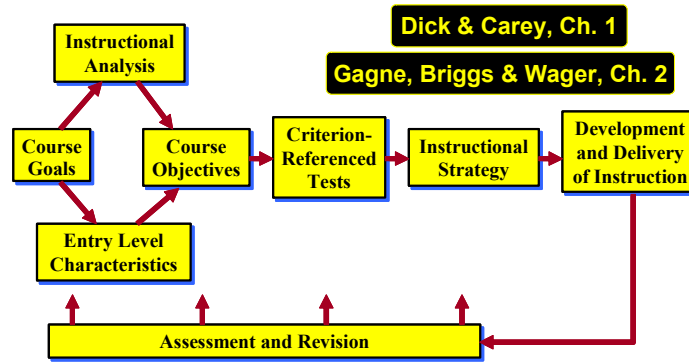 Dick & Carey, Ch. 1
Gagne, Briggs & Wager, Ch. 2
Instructional
Analysis
Course
Goals
Entry Level
Characteristics
Course
Objectives
Criterion-
Referenced
Tests
Instructional
Strategy
Development
and Delivery
of Instruction
Assessment and Revision